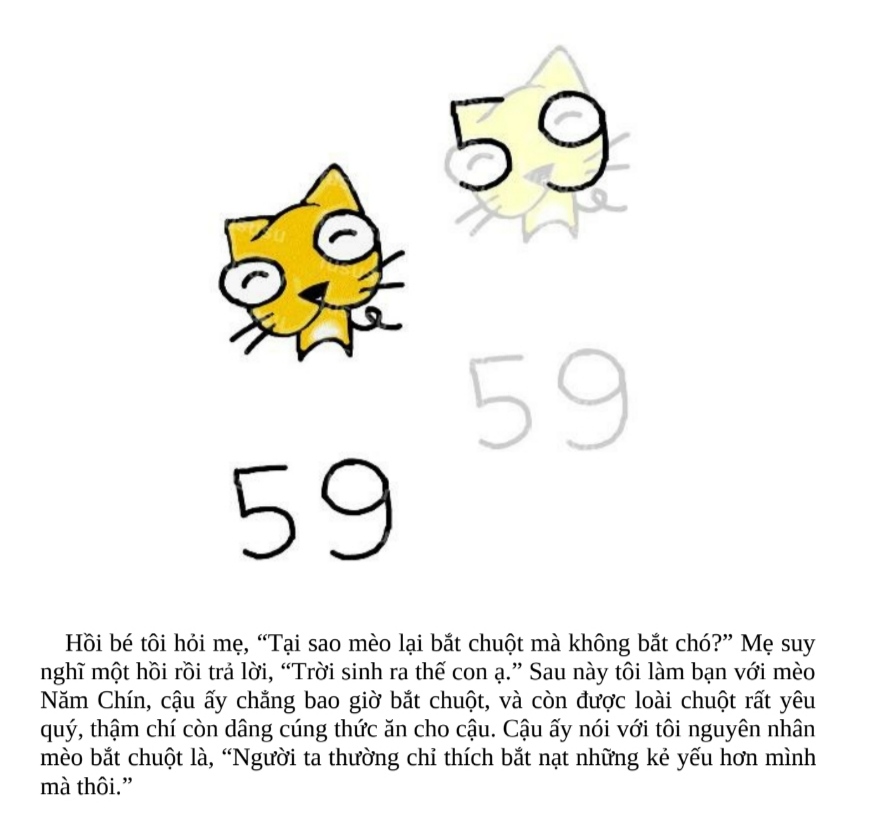 59
59
59
Hồi bé tôi hỏi mẹ, “Tại sao mèo lại bắt chuột mà không bắt chó?” Mẹ suy
nghĩ một hồi rồi trả lời, “Trời sinh ra thế con ạ.” Sau này tôi làm bạn với mèo
Năm Chín, cậu ấy chẳng bao giờ bắt chuột, và còn được loài chuột rất yêu
quý, thậm chí còn dâng cúng thức ăn cho cậu. Cậu ấy nói với tôi nguyên nhân
mèo bắt chuột là, “Người ta thường chỉ thích bắt nạt những kẻ yếu hơn mình
mà thôi.”